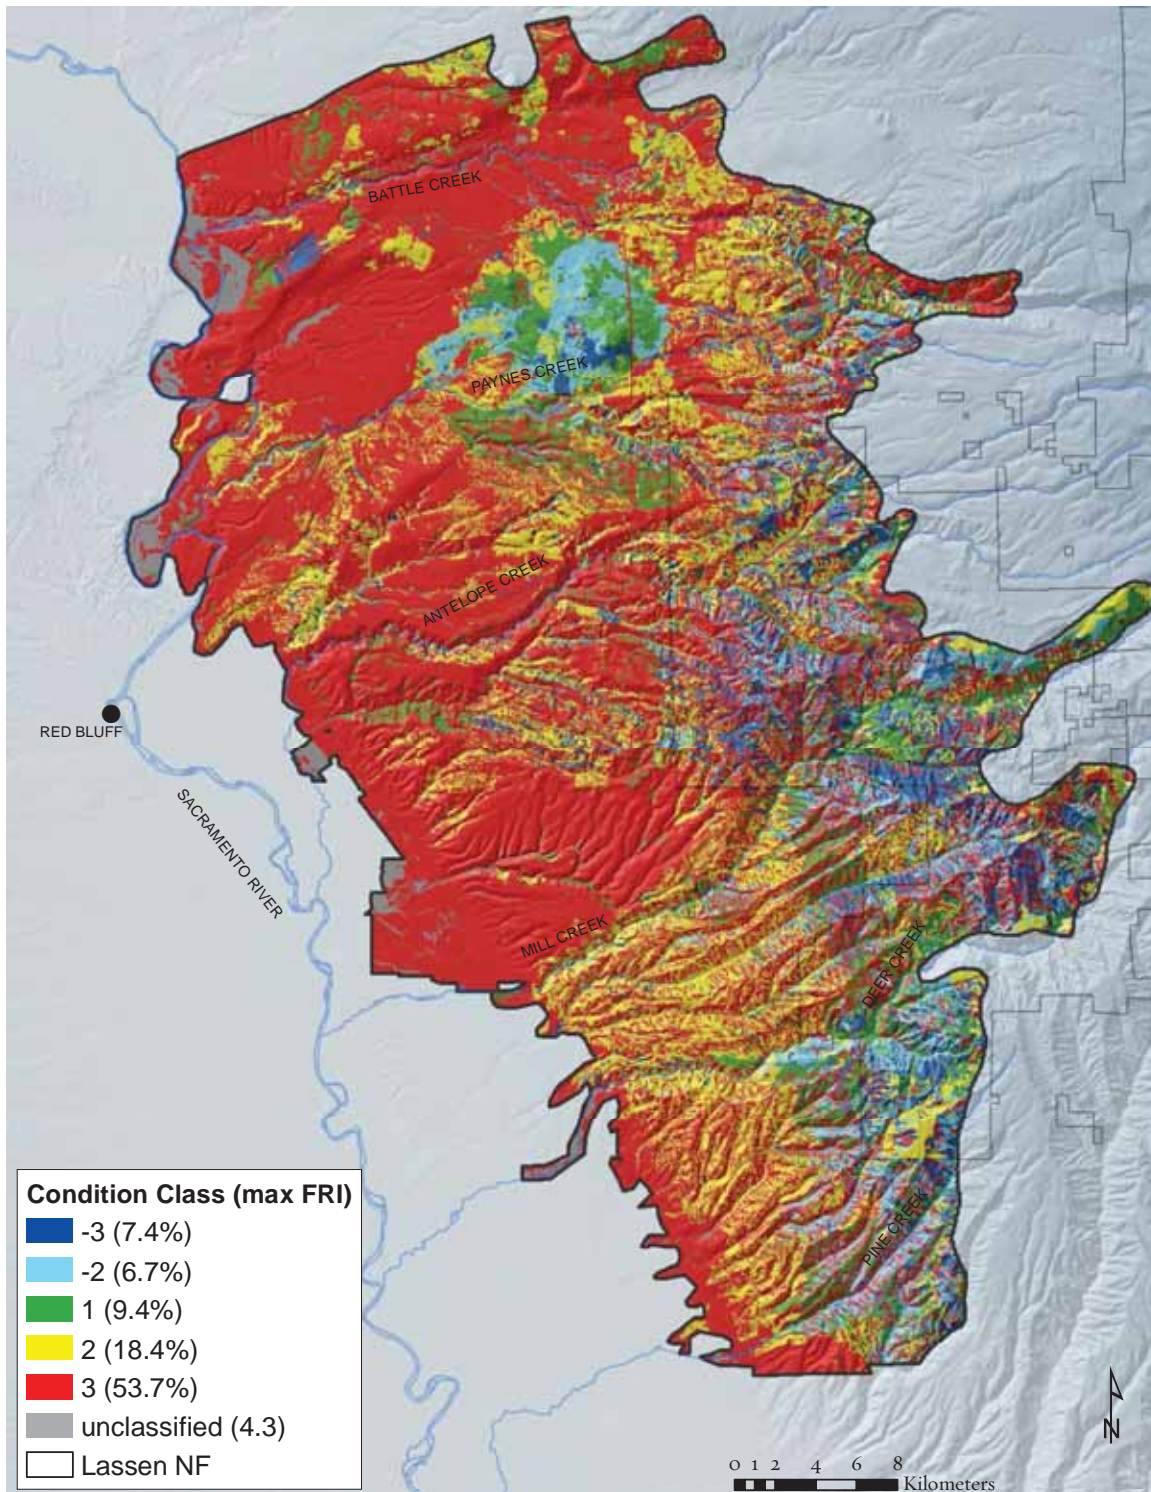 BATTLE CREEK
PAYNES CREEK
ANTELOPE CREEK
RED BLUFF
SACRAMENTO RIVER
MILL CREEK
DEER CREEK
PINE CREEK
Condition Class (max FRI)
-3 (7.4%)
-2 (6.7%)
1 (9.4%)
2 (18.4%)
3 (53.7%)
unclassified (4.3)
Lassen NF
N
0 1 2 4 6 8
Kilometers